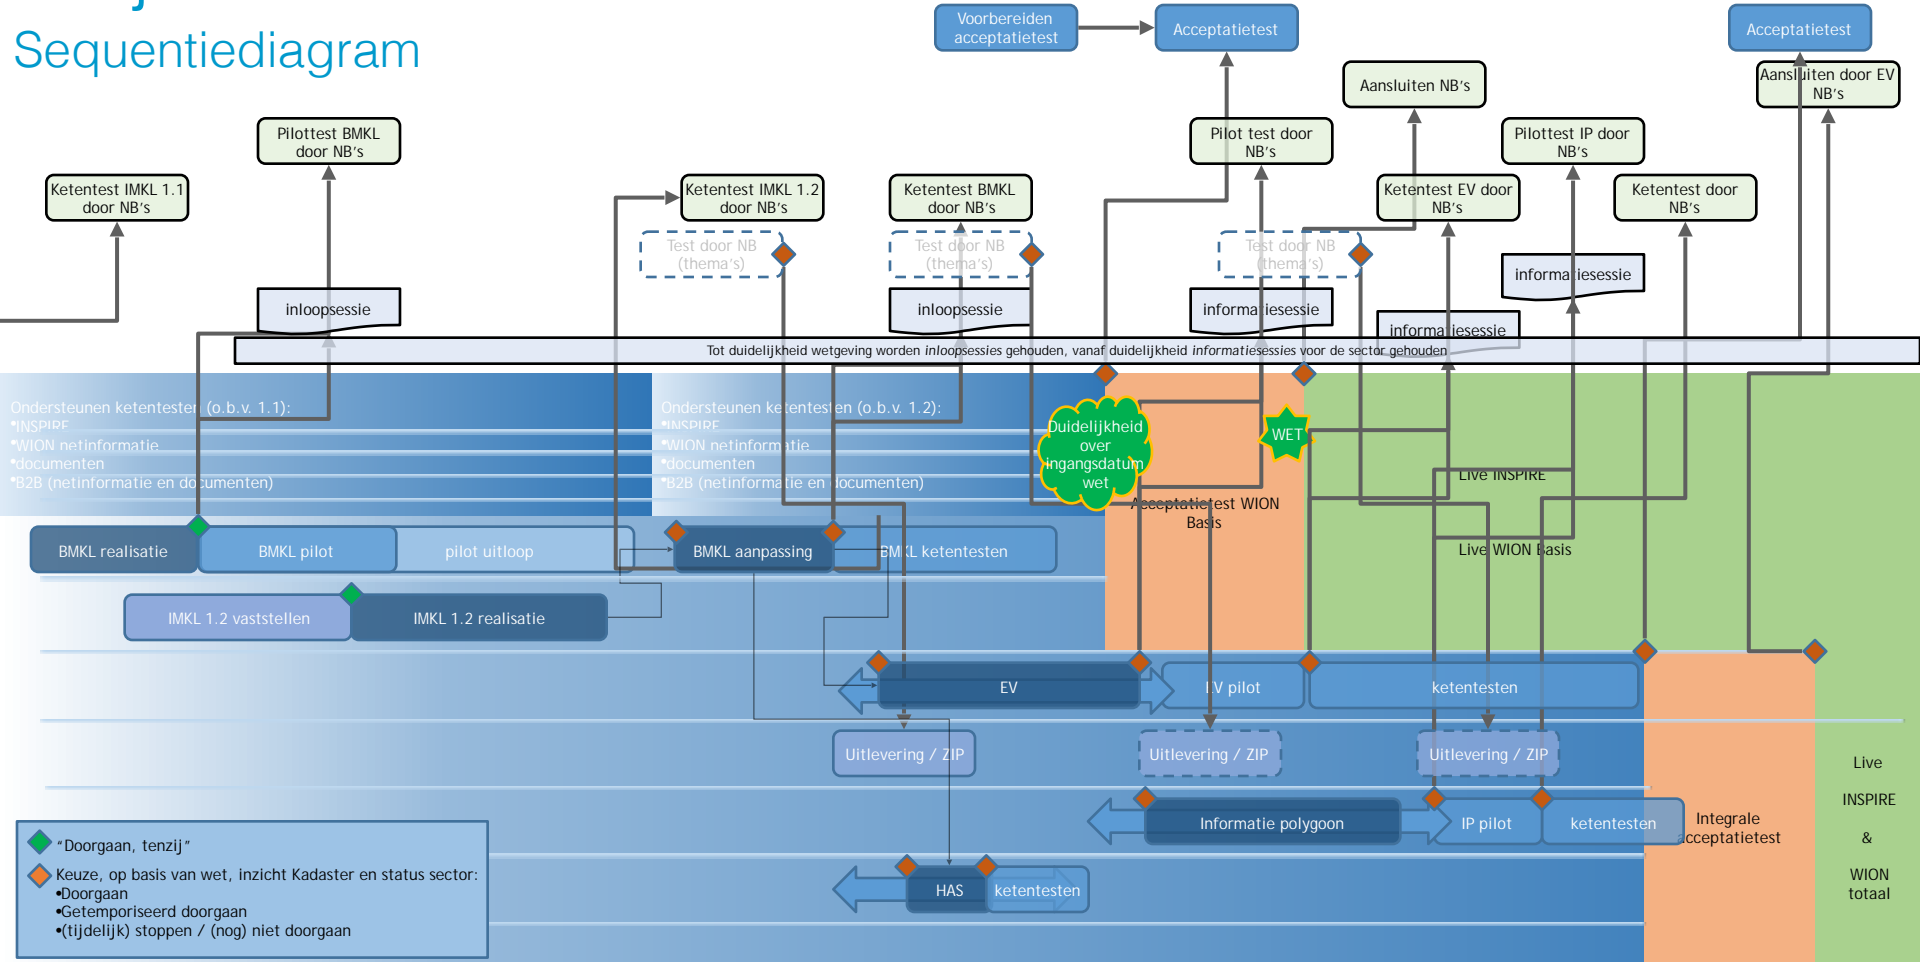 Sequentiediagram
Voorbereiden
acceptatietest
Acceptatietest
Acceptatietest
Aansluiten NB's
Aansluiten door EV
NB's
Pilottest BMKL
door NB's
Pilot test door
NB's
Pilottest IP door
NB's
Ketentest IMKL 1.1
door NB's
Ketentest IMKL 1.2
door NB's
Ketentest BMKL
door NB's
Ketentest EV door
NB's
Ketentest door
NB's
Test door NB
(thema's)
Test door NB
(thema's)
Test door NB
(thema's)
inloopsessie
inloopsessie
informatiesessie
informatiesessie
informatiesessie
Tot duidelijkheid wetgeving worden inloopsessies gehouden, vanaf duidelijkheid informatiesessies voor de sector gehouden
Ondersteunen ketentesten (o.b.v. 1.1):
•INSPIRE
•WION netinformatie
•documenten
•B2B (netinformatie en documenten)
Ondersteunen ketentesten (o.b.v. 1.2):
•INSPIRE
•WION netinformatie
•documenten
•B2B (netinformatie en documenten)
Duidelijkheid
over
ingangsdatum
wet
WET
Acceptatietest WION
Basis
Live INSPIRE
Live WION Basis
BMKL realisatie
BMKL pilot
pilot uitloop
BMKL aanpassing
BMKL ketentesten
IMKL 1.2 vaststellen
IMKL 1.2 realisatie
EV
EV pilot
ketentesten
Uitlevering / ZIP
Uitlevering / ZIP
Uitlevering / ZIP
Informatie polygoon
IP pilot
ketentesten
Integrale
acceptatietest
Live
INSPIRE
&
WION
totaal
HAS
ketentesten
"Doorgaan, tenzij"
Keuze, op basis van wet, inzicht Kadaster en status sector:
•Doorgaan
•Getemporiseerd doorgaan
•(tijdelijk) stoppen / (nog) niet doorgaan